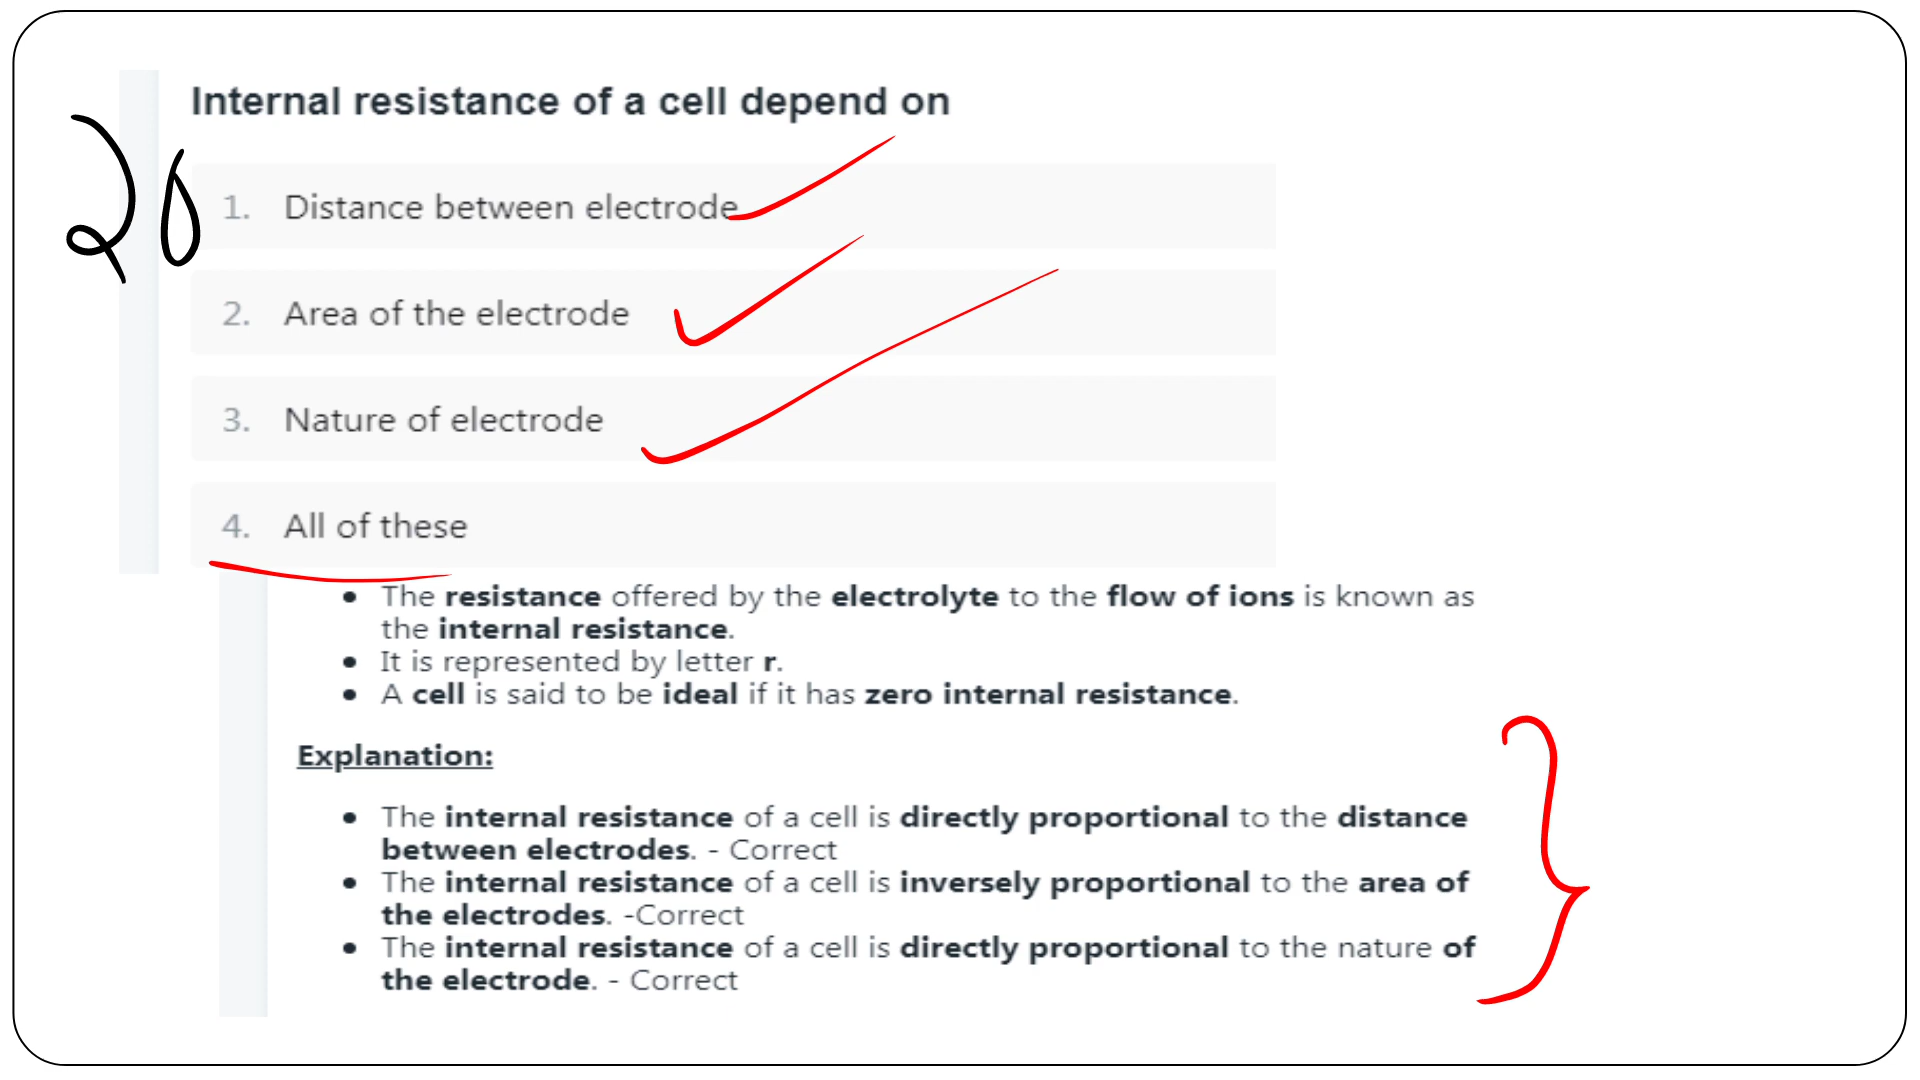 Internal resistance of a cell depend on
20
1. Distance between electrode
2. Area of the electrode
3. Nature of electrode
4. All of these
• The resistance offered by the electrolyte to the flow of ions is known as
the internal resistance.
• It is represented by letter r.
• A cell is said to be ideal if it has zero internal resistance.
Explanation:
• The internal resistance of a cell is directly proportional to the distance
between electrodes. - Correct
• The internal resistance of a cell is inversely proportional to the area of
the electrodes. -Correct
• The internal resistance of a cell is directly proportional to the nature of
the electrode. - Correct